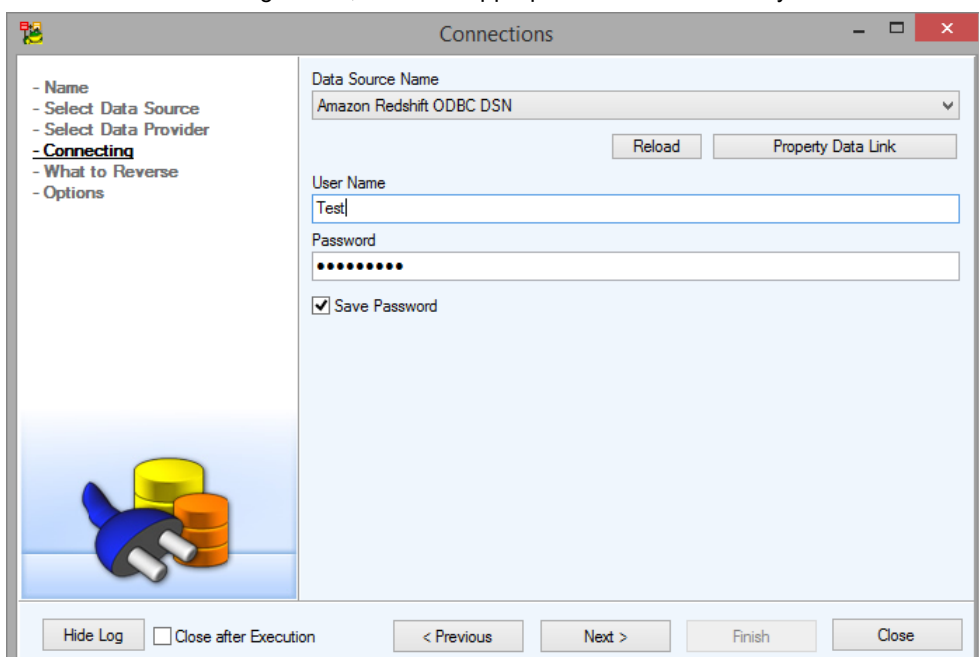 Connections
- Name
- Select Data Source
- Select Data Provider
- Connecting
- What to Reverse
- Options
Data Source Name
Amazon Redshift ODBC DSN
Reload Property Data Link
User Name
Test
Password
•••••••••
Save Password
Hide Log Close after Execution < Previous Next > Finish Close